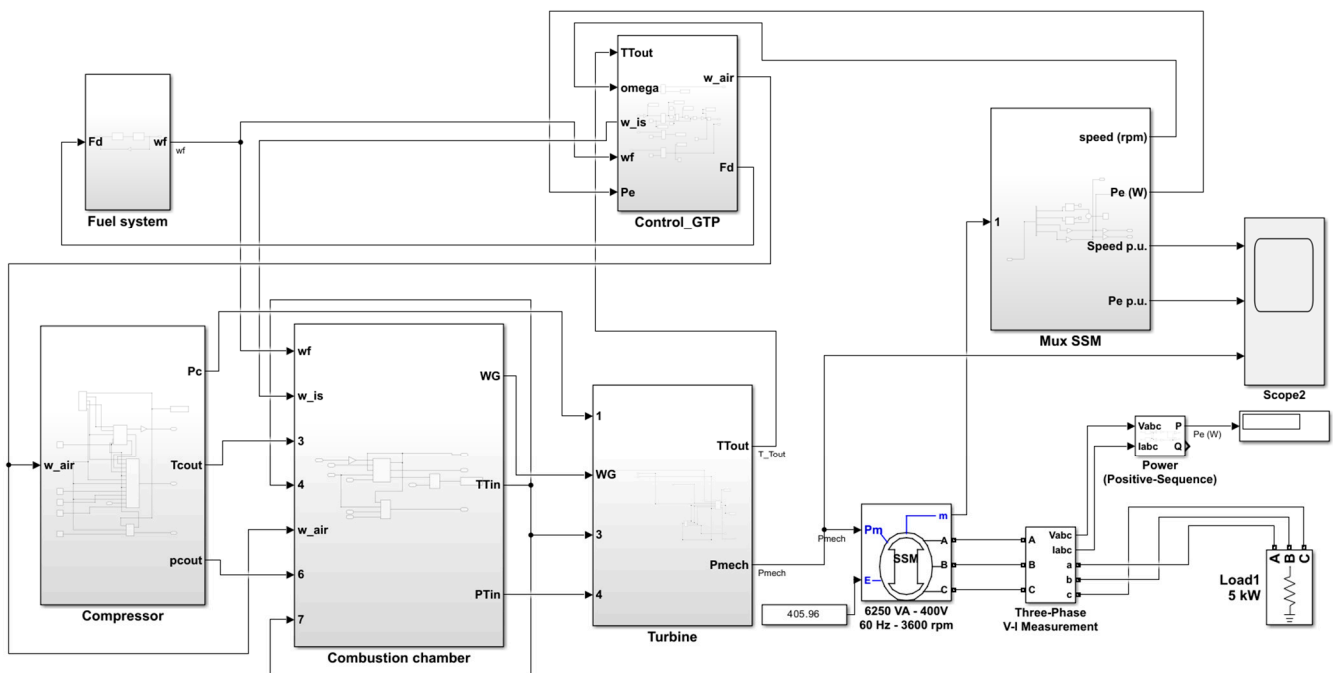 Fd
wf
wf
Fuel system
TTout
omega
w_is
wf
Pe
w_air
Fd
Control_GTP
1
speed (rpm)
Pe (W)
Speed p.u.
Pe p.u.
Mux SSM
Scope2
w_air
Pc
Tcout
pcout
Compressor
wf
w_is
3
4
w_air
6
7
WG
TTin
PTin
Combustion chamber
1
WG
3
4
TTout
T_Tout
Pmech
Pmech
Turbine
Pmech
405.96
Pm
E
m
SSM
A
B
C
6250 VA - 400V
60 Hz - 3600 rpm
A
B
C
Vabc
Iabc
a
b
c
Three-Phase
V-I Measurement
Vabc
Iabc
P
Q
Pe (W)
Power
(Positive-Sequence)
A
B
C
Load1
5 kW